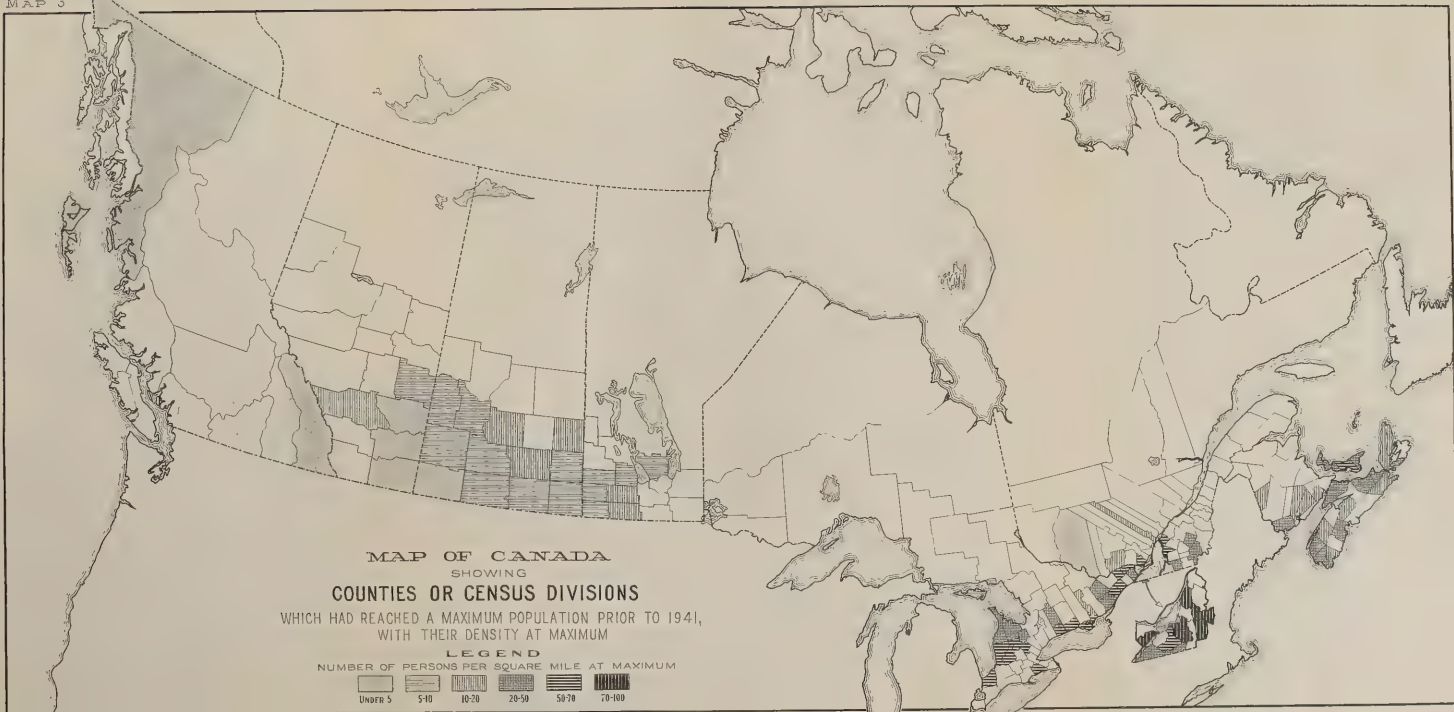 MAP 3
MAP OF CANADA
SHOWING
COUNTIES OR CENSUS DIVISIONS
WHICH HAD REACHED A MAXIMUM POPULATION PRIOR TO 1941,
WITH THEIR DENSITY AT MAXIMUM
LEGEND
NUMBER OF PERSONS PER SQUARE MILE AT MAXIMUM
UNDER 5 5-10 10-20 20-50 50-70 70-100